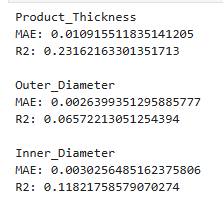 Product_Thickness
MAE: 0.010915511835141205
R2: 0.23162163301351713
Outer_Diameter
MAE: 0.0026399351295885777
R2: 0.06572213051254394
Inner_Diameter
MAE: 0.0030256485162375806
R2: 0.11821758579070274